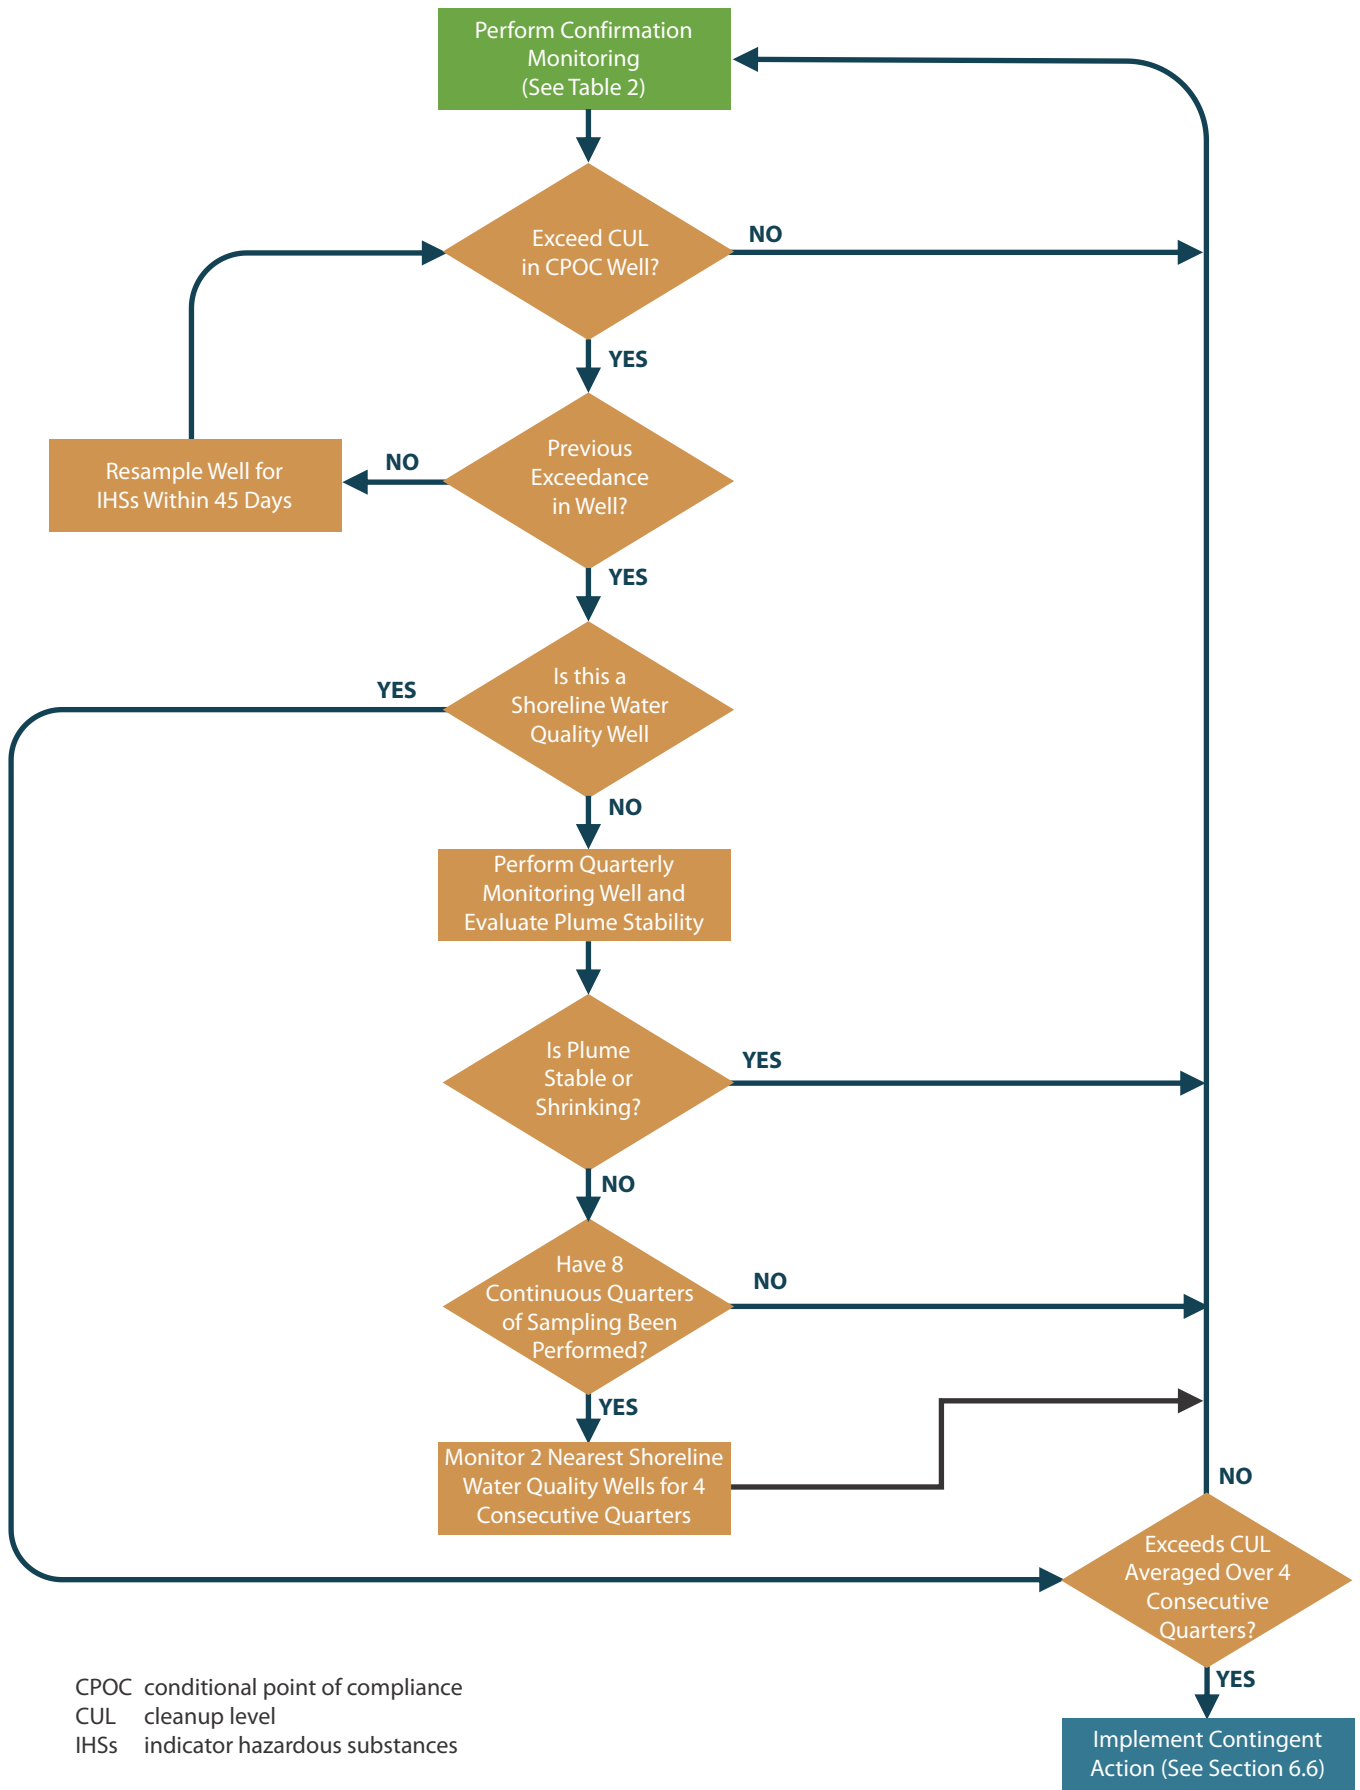 Perform Confirmation
Monitoring
(See Table 2)
Exceed CUL
in CPOC Well?
NO
YES
Previous
Exceedance
in Well?
NO
Resample Well for
IHSs Within 45 Days
YES
Is this a
Shoreline Water
Quality Well
YES
NO
Perform Quarterly
Monitoring Well and
Evaluate Plume Stability
Is Plume
Stable or
Shrinking?
YES
NO
Have 8
Continuous Quarters
of Sampling Been
Performed?
NO
YES
Monitor 2 Nearest Shoreline
Water Quality Wells for 4
Consecutive Quarters
NO
Exceeds CUL
Averaged Over 4
Consecutive
Quarters?
YES
Implement Contingent
Action (See Section 6.6)
CPOC conditional point of compliance
CUL cleanup level
IHSs indicator hazardous substances